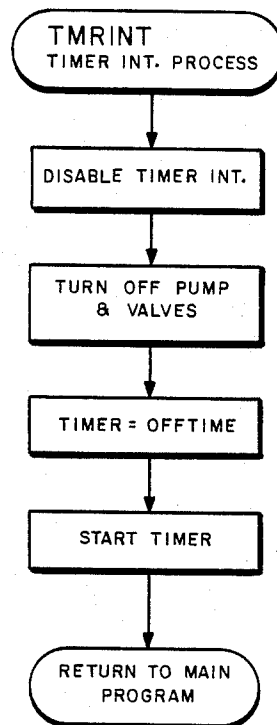 TMRINT
TIMER INT. PROCESS
DISABLE TIMER INT.
TURN OFF PUMP
& VALVES
TIMER = OFFTIME
START TIMER
RETURN TO MAIN
PROGRAM